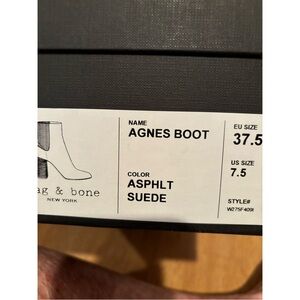 ag & bone
NEW YORK
NAME
AGNES BOOT
COLOR
ASPHLT
SUEDE
EU SIZE
37.5
US SIZE
7.5
STYLE#